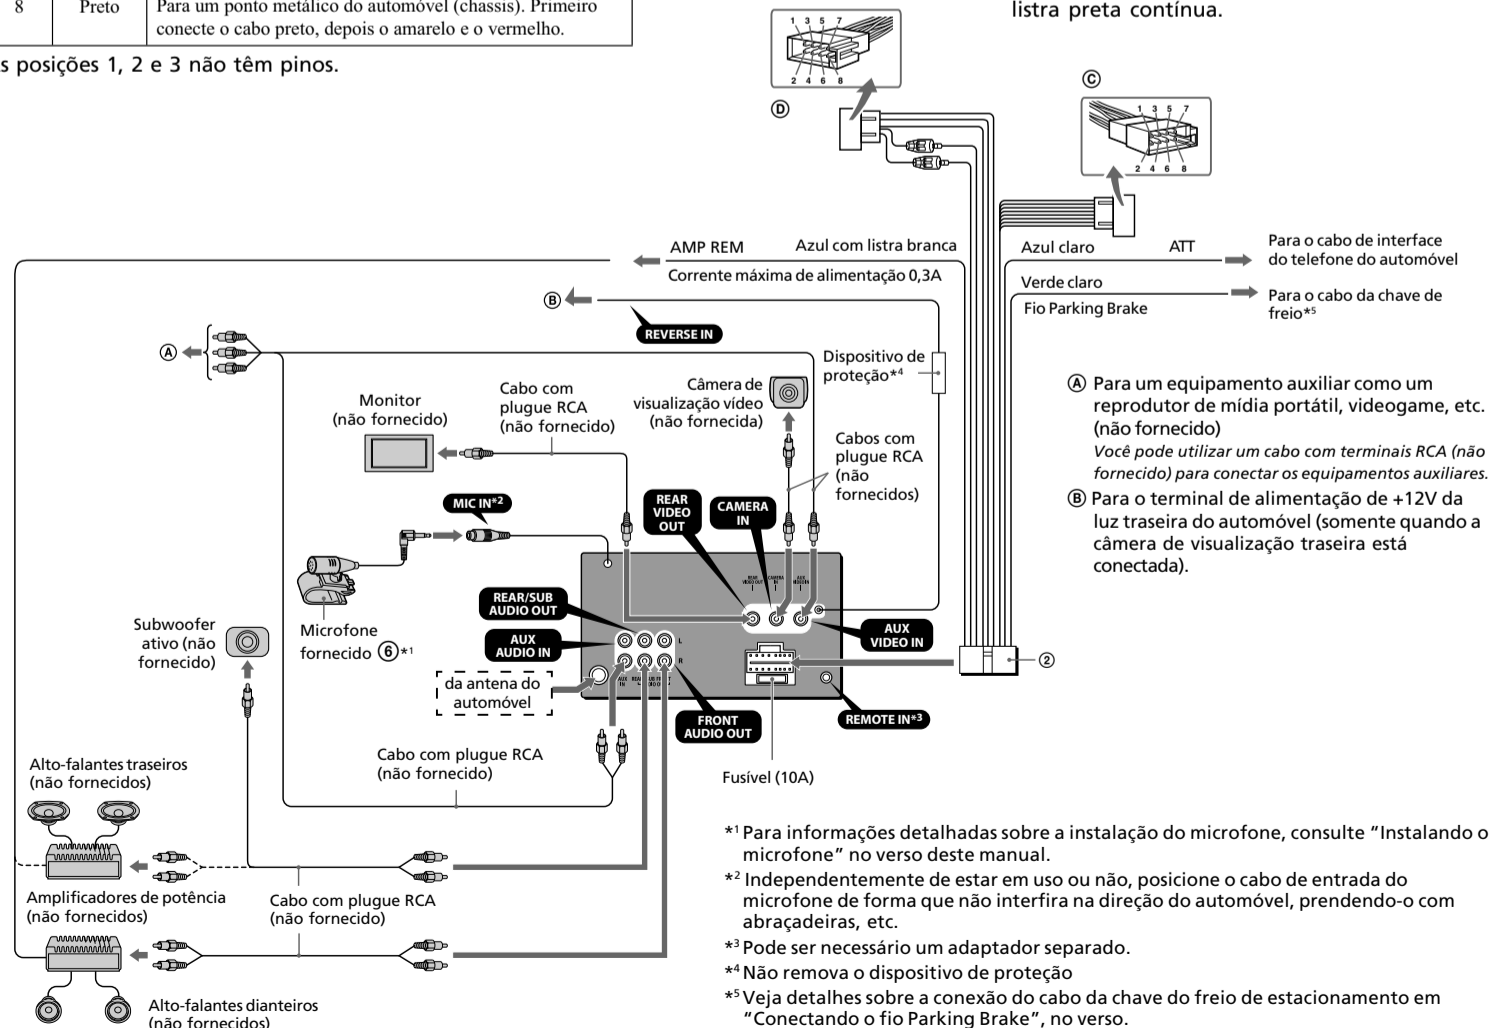 8 Preto Para um ponto metálico do automóvel (chassis). Primeiro
conecte o cabo preto, depois o amarelo e o vermelho.
s posições 1, 2 e 3 não têm pinos.
listra preta contínua.
1 3 5 7
2 4 6 8
D
C
1 3 5 7
2 4 6 8
AMP REM Azul com listra branca
Corrente máxima de alimentação 0,3A
Azul claro ATT
Para o cabo de interface
do telefone do automóvel
Verde claro
Fio Parking Brake
Para o cabo da chave de
freio*5
B
REVERSE IN
A
Dispositivo de
proteção*4
Monitor
(não fornecido)
Cabo com
plugue RCA
(não fornecido)
Câmera de
visualização vídeo
(não fornecida)
Cabos com
plugue RCA
(não
fornecidos)
A Para um equipamento auxiliar como um
reprodutor de mídia portátil, videogame, etc.
(não fornecido)
Você pode utilizar um cabo com terminais RCA (não
fornecido) para conectar os equipamentos auxiliares.
B Para o terminal de alimentação de +12V da
luz traseira do automóvel (somente quando a
câmera de visualização traseira está
conectada).
MIC IN*2
REAR
VIDEO
OUT
CAMERA
IN
REAR
VIDEO OUT
CAMERA
IN
AUX
VIDEO IN
REAR/SUB
AUDIO OUT
AUX
AUDIO IN
AUX
VIDEO IN
Microfone
fornecido 6*1
Subwoofer
ativo (não
fornecido)
L
R
AUX
IN
da antena do
automóvel
2
FRONT
AUDIO OUT
REMOTE IN*3
Cabo com plugue RCA
(não fornecido)
Fusível (10A)
Alto-falantes traseiros
(não fornecidos)
Amplificadores de potência
(não fornecidos)
Cabo com plugue RCA
(não fornecido)
Alto-falantes dianteiros
(não fornecidos)
*1 Para informações detalhadas sobre a instalação do microfone, consulte "Instalando o
microfone" no verso deste manual.
*2 Independentemente de estar em uso ou não, posicione o cabo de entrada do
microfone de forma que não interfira na direção do automóvel, prendendo-o com
abraçadeiras, etc.
*3 Pode ser necessário um adaptador separado.
*4 Não remova o dispositivo de proteção
*5 Veja detalhes sobre a conexão do cabo da chave do freio de estacionamento em
"Conectando o fio Parking Brake", no verso.